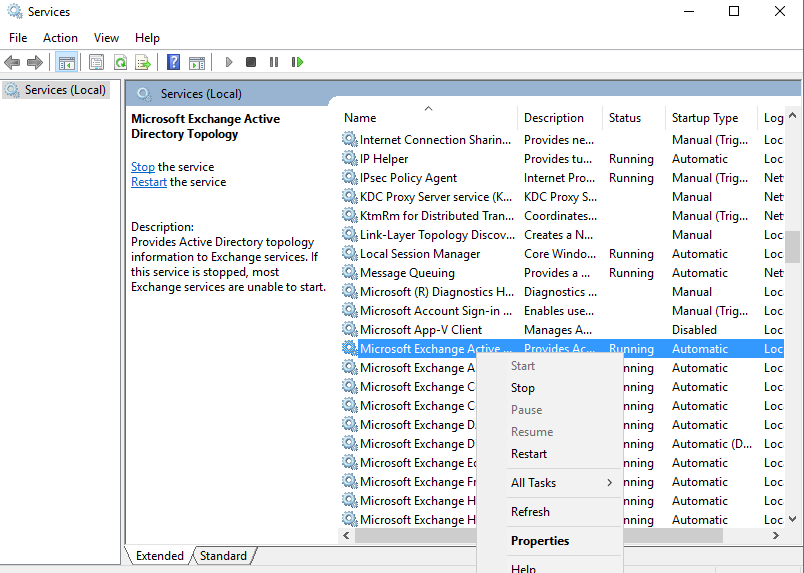 Services
File Action View Help
Services (Local)
Services (Local)
Microsoft Exchange Active
Directory Topology
Stop the service
Restart the service
Description:
Provides Active Directory topology
information to Exchange services. If
this service is stopped, most
Exchange services are unable to start.
Name Description Status Startup Type Log
Internet Connection Sharin... Provides ne... Manual (Trig... Loc
IP Helper Provides tu... Running Automatic Loc
IPsec Policy Agent Internet Pro... Running Manual (Trig... Net
KDC Proxy Server service (K... KDC Proxy S... Manual Net
KtmRm for Distributed Tran... Coordinates... Manual (Trig... Net
Link-Layer Topology Discov... Creates a N... Manual Loc
Local Session Manager Core Windo... Running Automatic Loc
Message Queuing Provides a ... Running Automatic Net
Microsoft (R) Diagnostics H... Diagnostics ... Manual Loc
Microsoft Account Sign-in ... Enables use... Manual (Trig... Loc
Microsoft App-V Client Manages A... Disabled Loc
Microsoft Exchange Active ... Provides Ac... Running Automatic Loc
Microsoft Exchange A nning Automatic Loc
Microsoft Exchange C nning Automatic Loc
Microsoft Exchange C nning Automatic Loc
Microsoft Exchange D nning Automatic Loc
Microsoft Exchange D nning Automatic (D... Loc
Microsoft Exchange Ed nning Automatic Loc
Microsoft Exchange Fr nning Automatic Loc
Microsoft Exchange H nning Automatic Loc
Microsoft Exchange H nning Automatic Loc
Start
Stop
Pause
Resume
Restart
All Tasks
Refresh
Properties
Help
Extended Standard